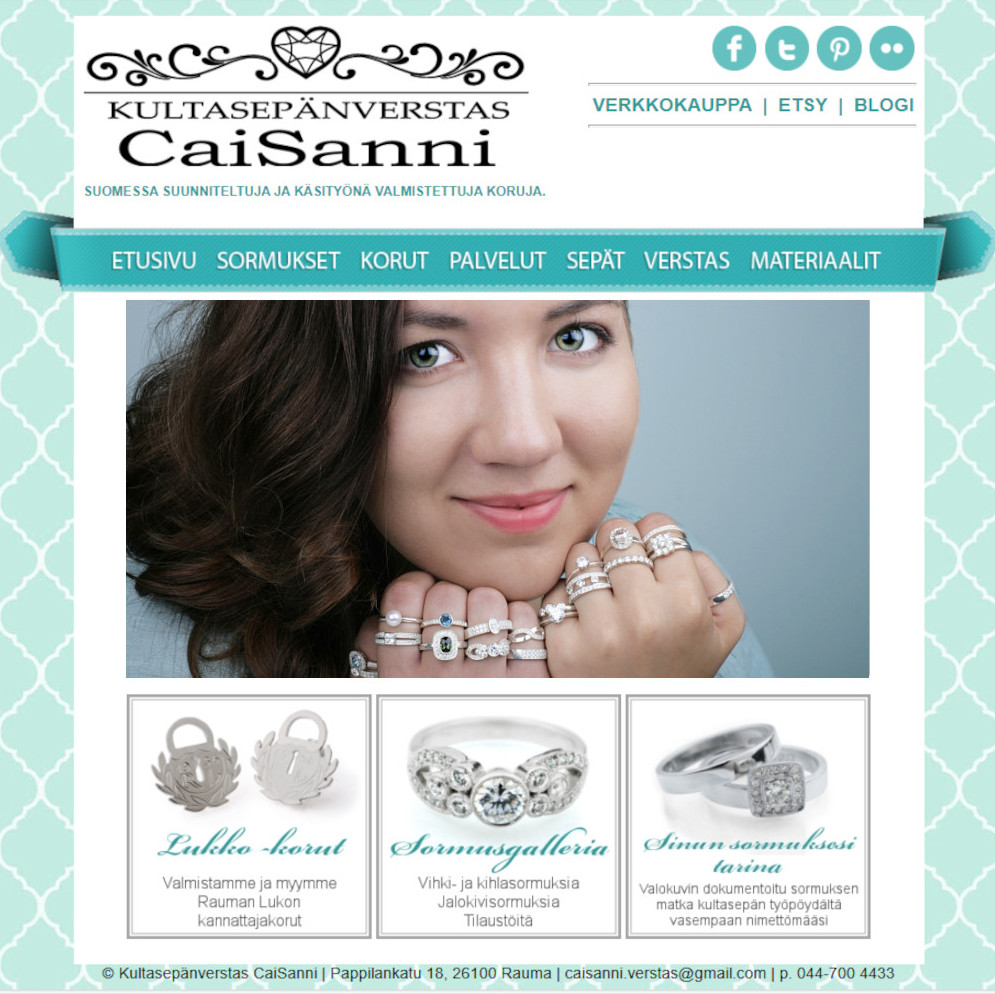 KULTASEPÄNVERSTAS
CaiSanni
SUOMESSA SUUNNITELTUJA JA KÄSITYÖNÄ VALMISTETTUJA KORUJA.
VERKKOKAUPPA | ETSY | BLOGI
ETUSIVU SORMUKSET KORUT PALVELUT SEPÄT VERSTAS MATERIAALIT
Lukko -korut
Valmistamme ja myymme
Rauman Lukon
kannattajakorut
Sormusgalleria
Vihki- ja kihlasormuksia
Jalokivisormuksia
Tilaustöitä
Sinun sormuksesi
tarina
Valokuvin dokumentoitu sormuksen
matka kultasepän työpöydältä
vasempaan nimettömääsi
© Kultasepänverstas CaiSanni | Pappilankatu 18, 26100 Rauma | caisanni.verstas@gmail.com | p. 044-700 4433